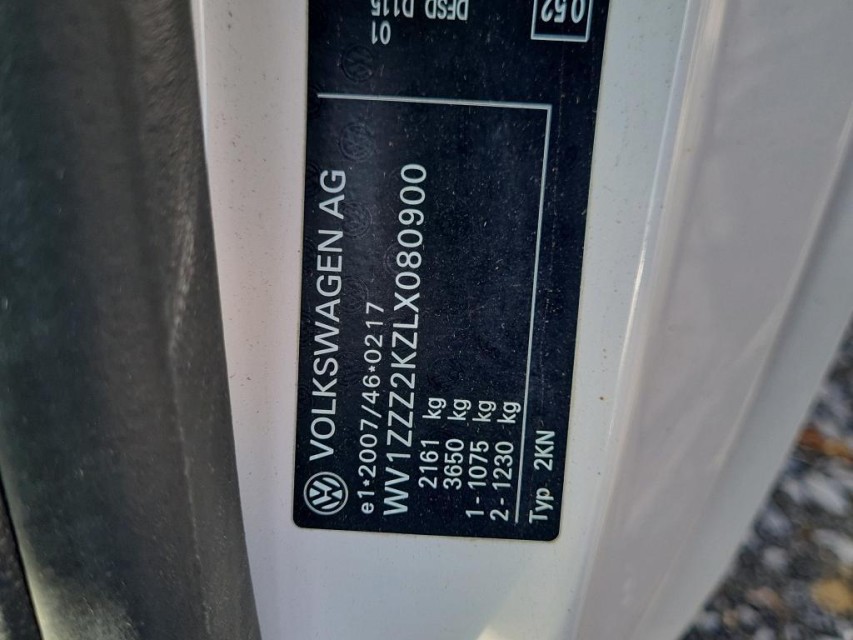 VOLKSWAGEN AG
e1*2007/46*0217
WV1ZZZ2KZLX080900
2161 kg
3650 kg
1- 1075 kg
2- 1230 kg
Typ 2KN
01
DFSD D115
052